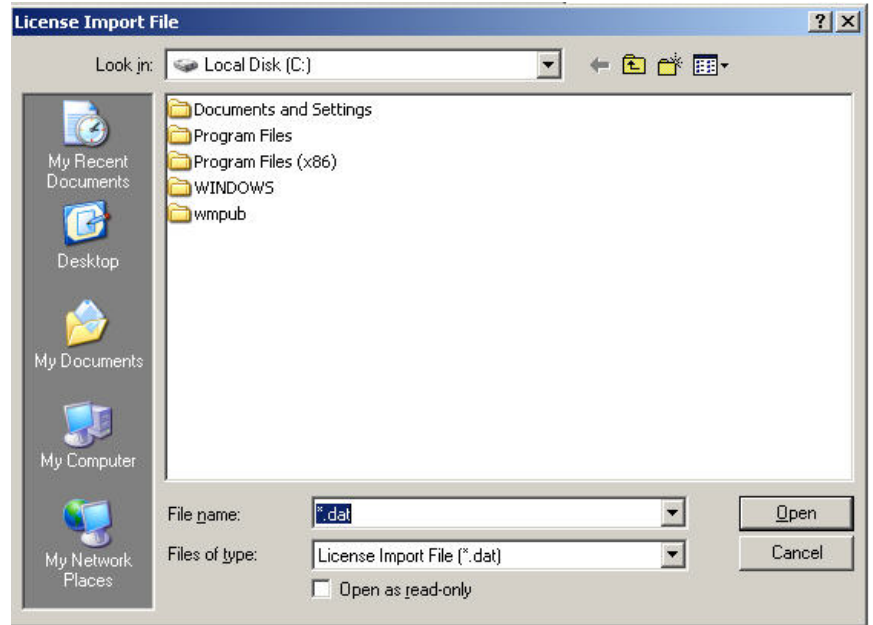 License Import File
Look in: Local Disk (C:)
My Recent
Documents
Desktop
My Documents
My Computer
My Network
Places
Documents and Settings
Program Files
Program Files (x86)
WINDOWS
wmpub
File name: *.dat
Open
Files of type: License Import File (*.dat)
Cancel
Open as read-only